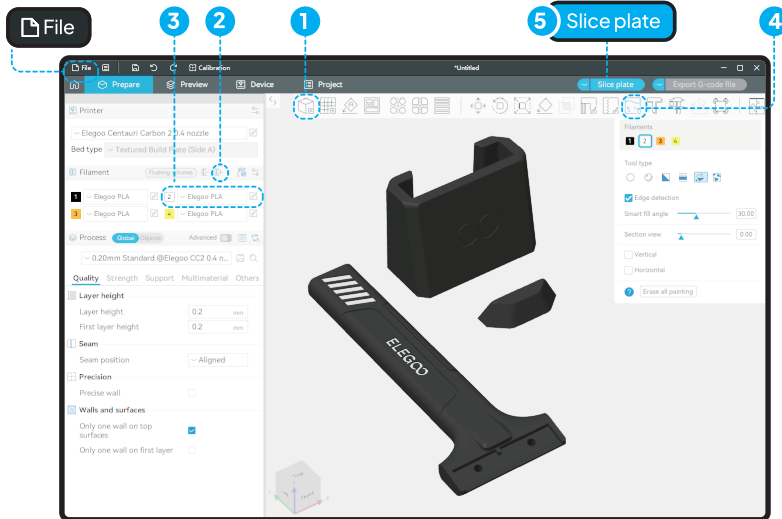 File
3
2
1
5
Slice plate
4
File
Calibration
*Untitled
Prepare
Preview
Device
Project
Slice plate
Export G-code file
Printer
Elegoo Centauri Carbon 2 0.4 nozzle
Bed type
Textured Build Plate (Side A)
Filament
Flushing volumes
1
Elegoo PLA
2
Elegoo PLA
3
Elegoo PLA
4
Elegoo PLA
Process
Global
Objects
Advanced
0.20mm Standard @Elegoo CC2 0.4 n...
Quality
Strength
Support
Multimaterial
Others
Layer height
Layer height
0.2
mm
First layer height
0.2
mm
Seam
Seam position
Aligned
Precision
Precise wall
Walls and surfaces
Only one wall on top
surfaces
Only one wall on first layer
Filaments
1
2
3
4
Tool type
Edge detection
Smart fill angle
30.00
Section view
0.00
Vertical
Horizontal
?
Erase all painting
ELEGOO
Top
Front